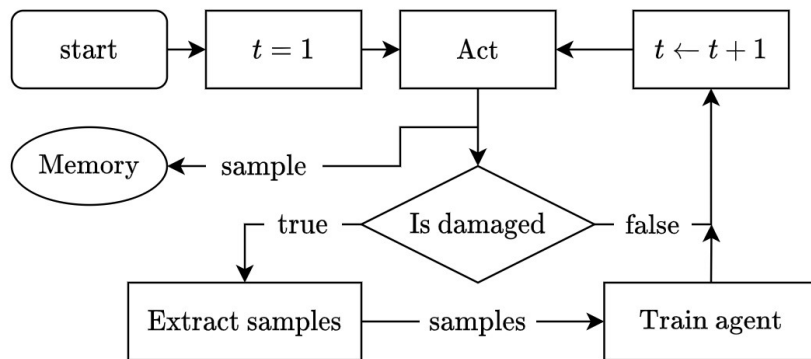 start
t = 1
Act
t ← t + 1
Memory
sample
Is damaged
true
false
Extract samples
samples
Train agent